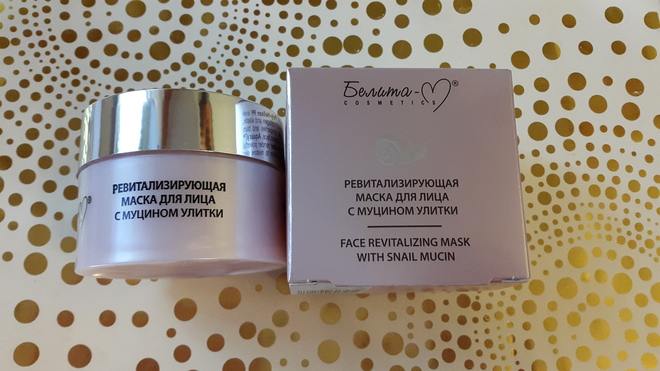 РЕВИТАЛИЗИРУЮЩАЯ
МАСКА ДЛЯ ЛИЦА
С МУЦИНОМ УЛИТКИ
Белита-М®
COSMETICS
РЕВИТАЛИЗИРУЮЩАЯ
МАСКА ДЛЯ ЛИЦА
С МУЦИНОМ УЛИТКИ
FACE REVITALIZING MASK
WITH SNAIL MUCIN